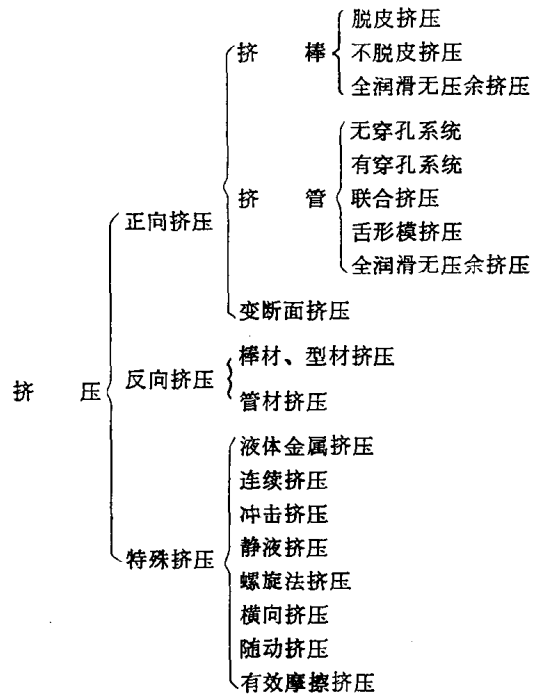 脱皮挤压
挤 棒
不脱皮挤压
全润滑无压余挤压
无穿孔系统
有穿孔系统
挤 管
联合挤压
正向挤压
舌形模挤压
全润滑无压余挤压
变断面挤压
棒材、型材挤压
反向挤压
挤 压
管材挤压
液体金属挤压
连续挤压
冲击挤压
静液挤压
特殊挤压
螺旋法挤压
横向挤压
随动挤压
有效摩擦挤压